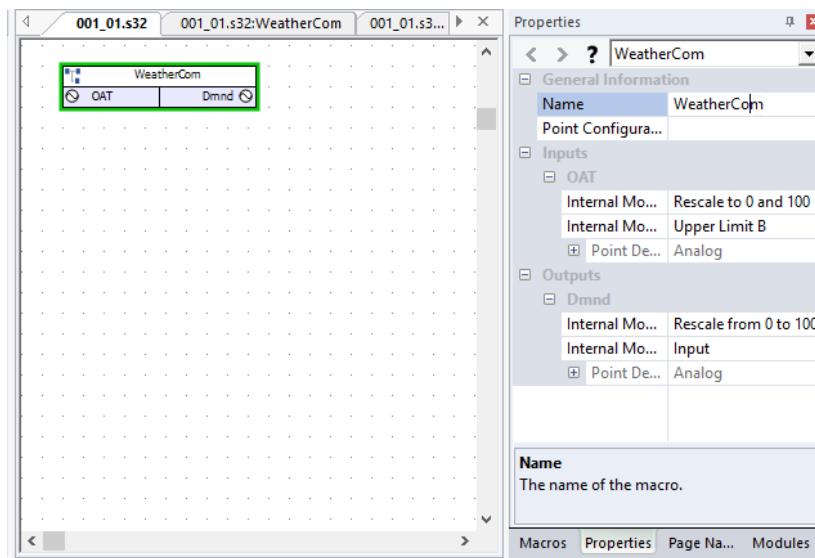 001_01.s32
001_01.s32:WeatherCom
001_01.s3...
WeatherCom
OAT
Dmnd
Properties
? WeatherCom
General Information
Name WeatherCom
Point Configura...
Inputs
OAT
Internal Mo... Rescale to 0 and 100
Internal Mo... Upper Limit B
Point De... Analog
Outputs
Dmnd
Internal Mo... Rescale from 0 to 100
Internal Mo... Input
Point De... Analog
Name
The name of the macro.
Macros Properties Page Na... Modules